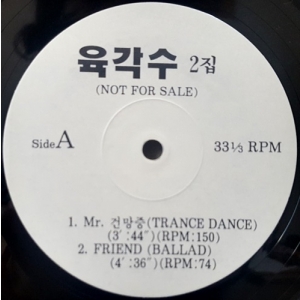 육각수 2집
(NOT FOR SALE)
Side A
33⅓ RPM
1. Mr. 건망증(TRANCE DANCE)
(3′:44″)(RPM:150)
2. FRIEND (BALLAD)
(4′:36″)(RPM:74)